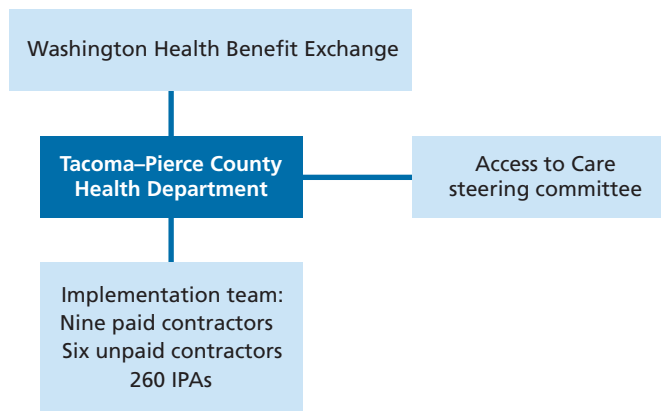 Washington Health Benefit Exchange
Tacoma–Pierce County
Health Department
Access to Care
steering committee
Implementation team:
Nine paid contractors
Six unpaid contractors
260 IPAs